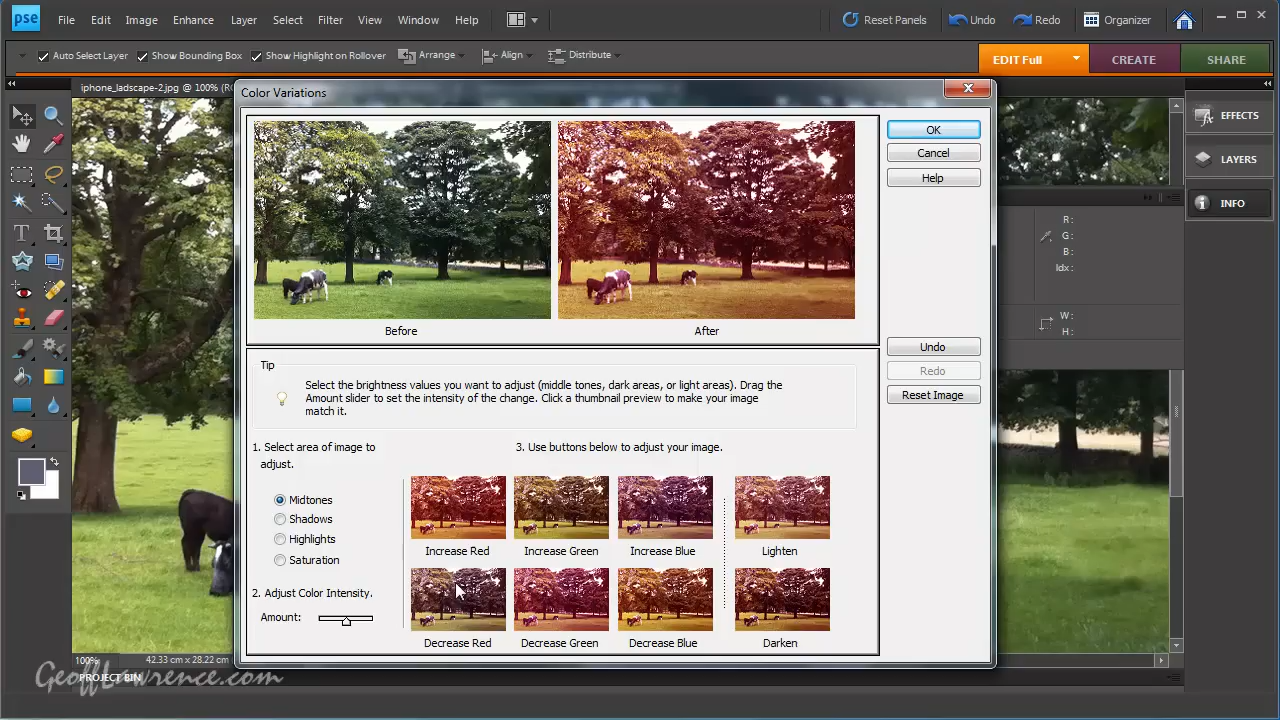 pse File Edit Image Enhance Layer Select Filter View Window Help Reset Panels Undo Redo Organizer
Auto Select Layer Show Bounding Box Show Highlight on Rollover Arrange Align Distribute EDIT Full CREATE SHARE
iphone_ladscape-2.jpg @ 100% (R
Color Variations
OK
Cancel
Help
Before
After
Undo
Redo
Reset Image
Tip
Select the brightness values you want to adjust (middle tones, dark areas, or light areas). Drag the
Amount slider to set the intensity of the change. Click a thumbnail preview to make your image
match it.
1. Select area of image to
adjust.
Midtones
Shadows
Highlights
Saturation
2. Adjust Color Intensity.
Amount:
3. Use buttons below to adjust your image.
Increase Red Increase Green Increase Blue Lighten
Decrease Red Decrease Green Decrease Blue Darken
EFFECTS
LAYERS
INFO
R:
G:
B:
Idx:
W:
H:
100% 42.33 cm x 28.22 cm
PROJECT BIN
GeoffLawrence.com